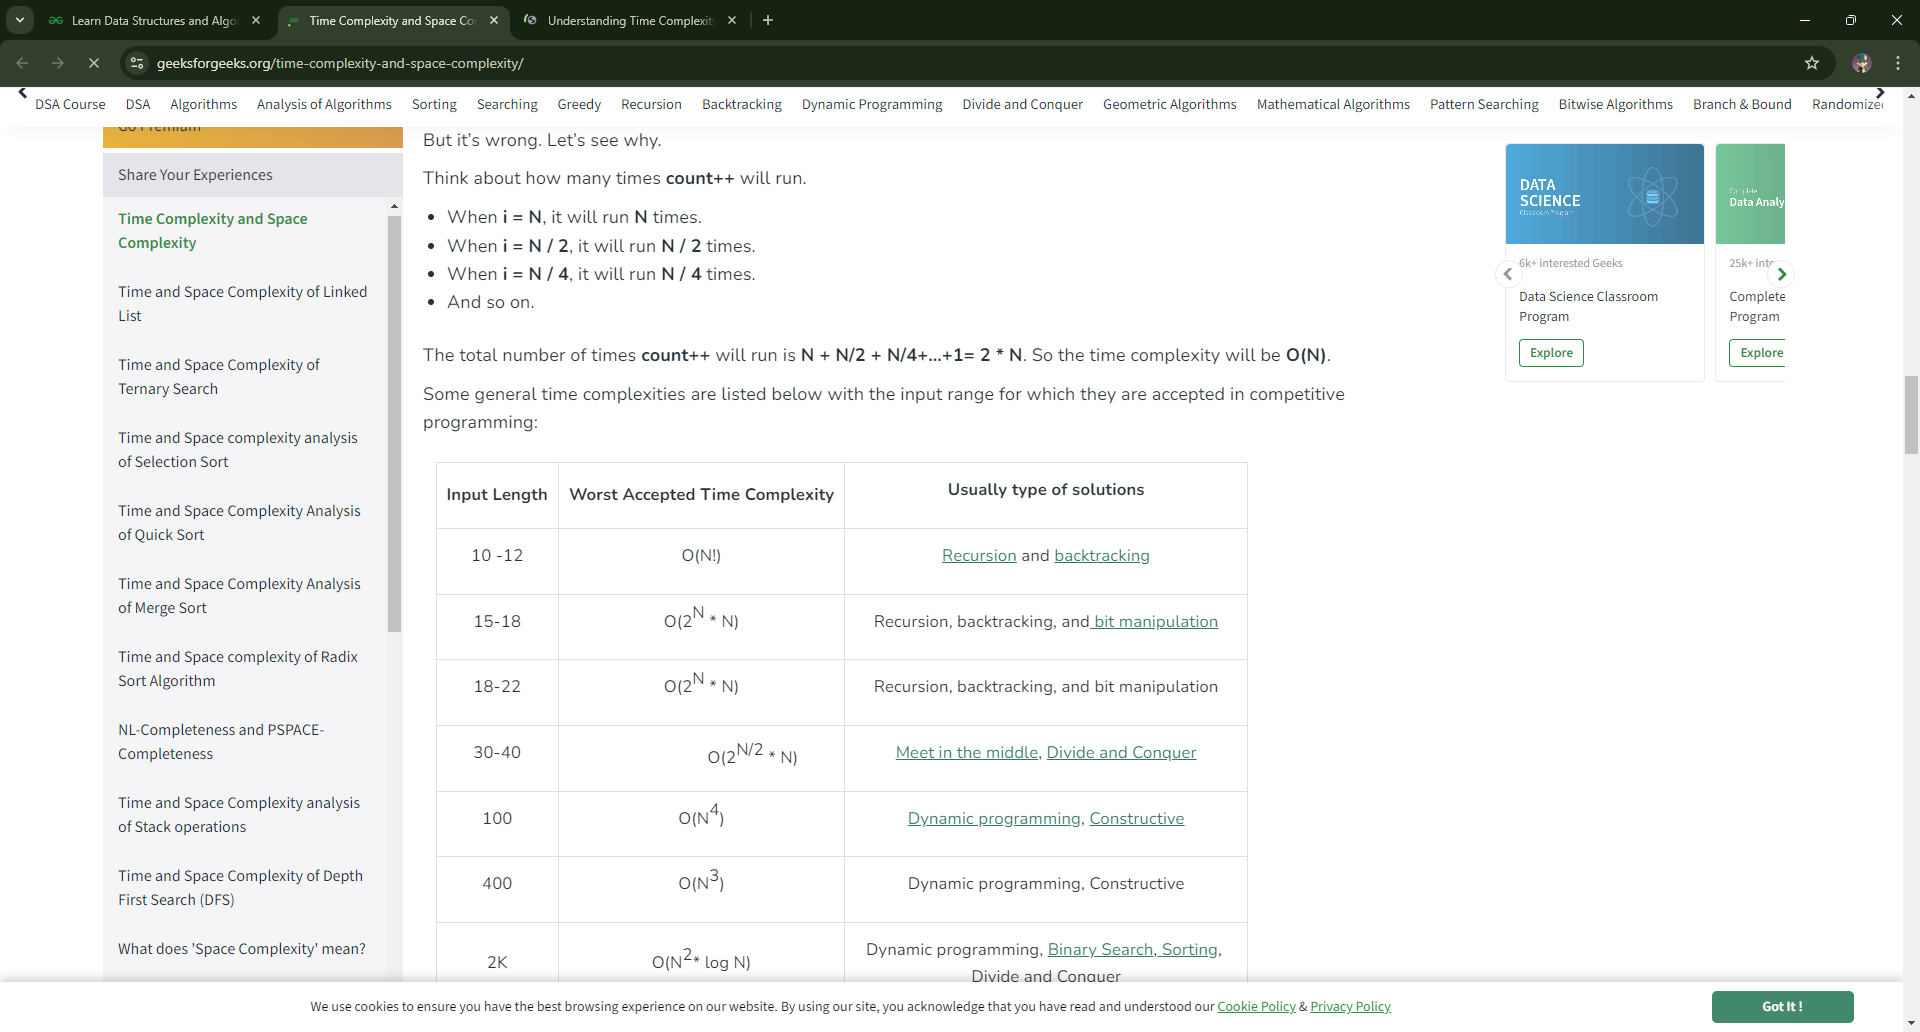 Learn Data Structures and Algo
Time Complexity and Space Co
Understanding Time Complexit
geeksforgeeks.org/time-complexity-and-space-complexity/
DSA Course DSA Algorithms Analysis of Algorithms Sorting Searching Greedy Recursion Backtracking Dynamic Programming Divide and Conquer Geometric Algorithms Mathematical Algorithms Pattern Searching Bitwise Algorithms Branch & Bound Randomize
Go Premium
Share Your Experiences
Time Complexity and Space
Complexity
Time and Space Complexity of Linked
List
Time and Space Complexity of
Ternary Search
Time and Space complexity analysis
of Selection Sort
Time and Space Complexity Analysis
of Quick Sort
Time and Space Complexity Analysis
of Merge Sort
Time and Space complexity of Radix
Sort Algorithm
NL-Completeness and PSPACE-
Completeness
Time and Space Complexity analysis
of Stack operations
Time and Space Complexity of Depth
First Search (DFS)
What does 'Space Complexity' mean?
But it’s wrong. Let’s see why.
Think about how many times count++ will run.
• When i = N, it will run N times.
• When i = N / 2, it will run N / 2 times.
• When i = N / 4, it will run N / 4 times.
• And so on.
The total number of times count++ will run is N + N/2 + N/4+...+1= 2 * N. So the time complexity will be O(N).
Some general time complexities are listed below with the input range for which they are accepted in competitive
programming:
Input Length Worst Accepted Time Complexity Usually type of solutions
10 -12 O(N!) Recursion and backtracking
15-18 O(2^N * N) Recursion, backtracking, and bit manipulation
18-22 O(2^N * N) Recursion, backtracking, and bit manipulation
30-40 O(2^N/2 * N) Meet in the middle, Divide and Conquer
100 O(N^4) Dynamic programming, Constructive
400 O(N^3) Dynamic programming, Constructive
2K O(N^2* log N) Dynamic programming, Binary Search, Sorting,
Divide and Conquer
DATA
SCIENCE
Classroom Program
6k+ interested Geeks
Data Science Classroom
Program
Explore
Complete
Data Analy
25k+ inte
Complete
Program
Explore
We use cookies to ensure you have the best browsing experience on our website. By using our site, you acknowledge that you have read and understood our Cookie Policy & Privacy Policy
Got It !